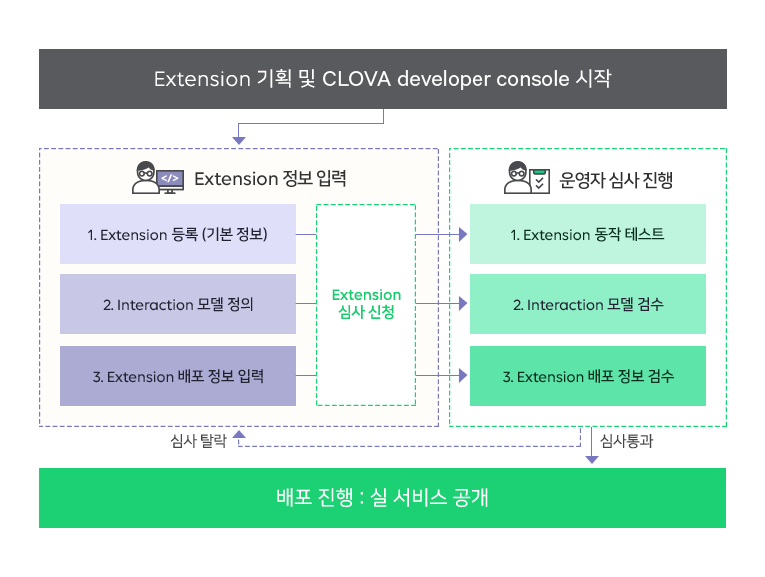 Extension 기획 및 CLOVA developer console 시작
</>
Extension 정보 입력
1. Extension 등록 (기본 정보)
2. Interaction 모델 정의
3. Extension 배포 정보 입력
Extension
심사 신청
운영자 심사 진행
1. Extension 동작 테스트
2. Interaction 모델 검수
3. Extension 배포 정보 검수
심사 탈락
심사통과
배포 진행 : 실 서비스 공개